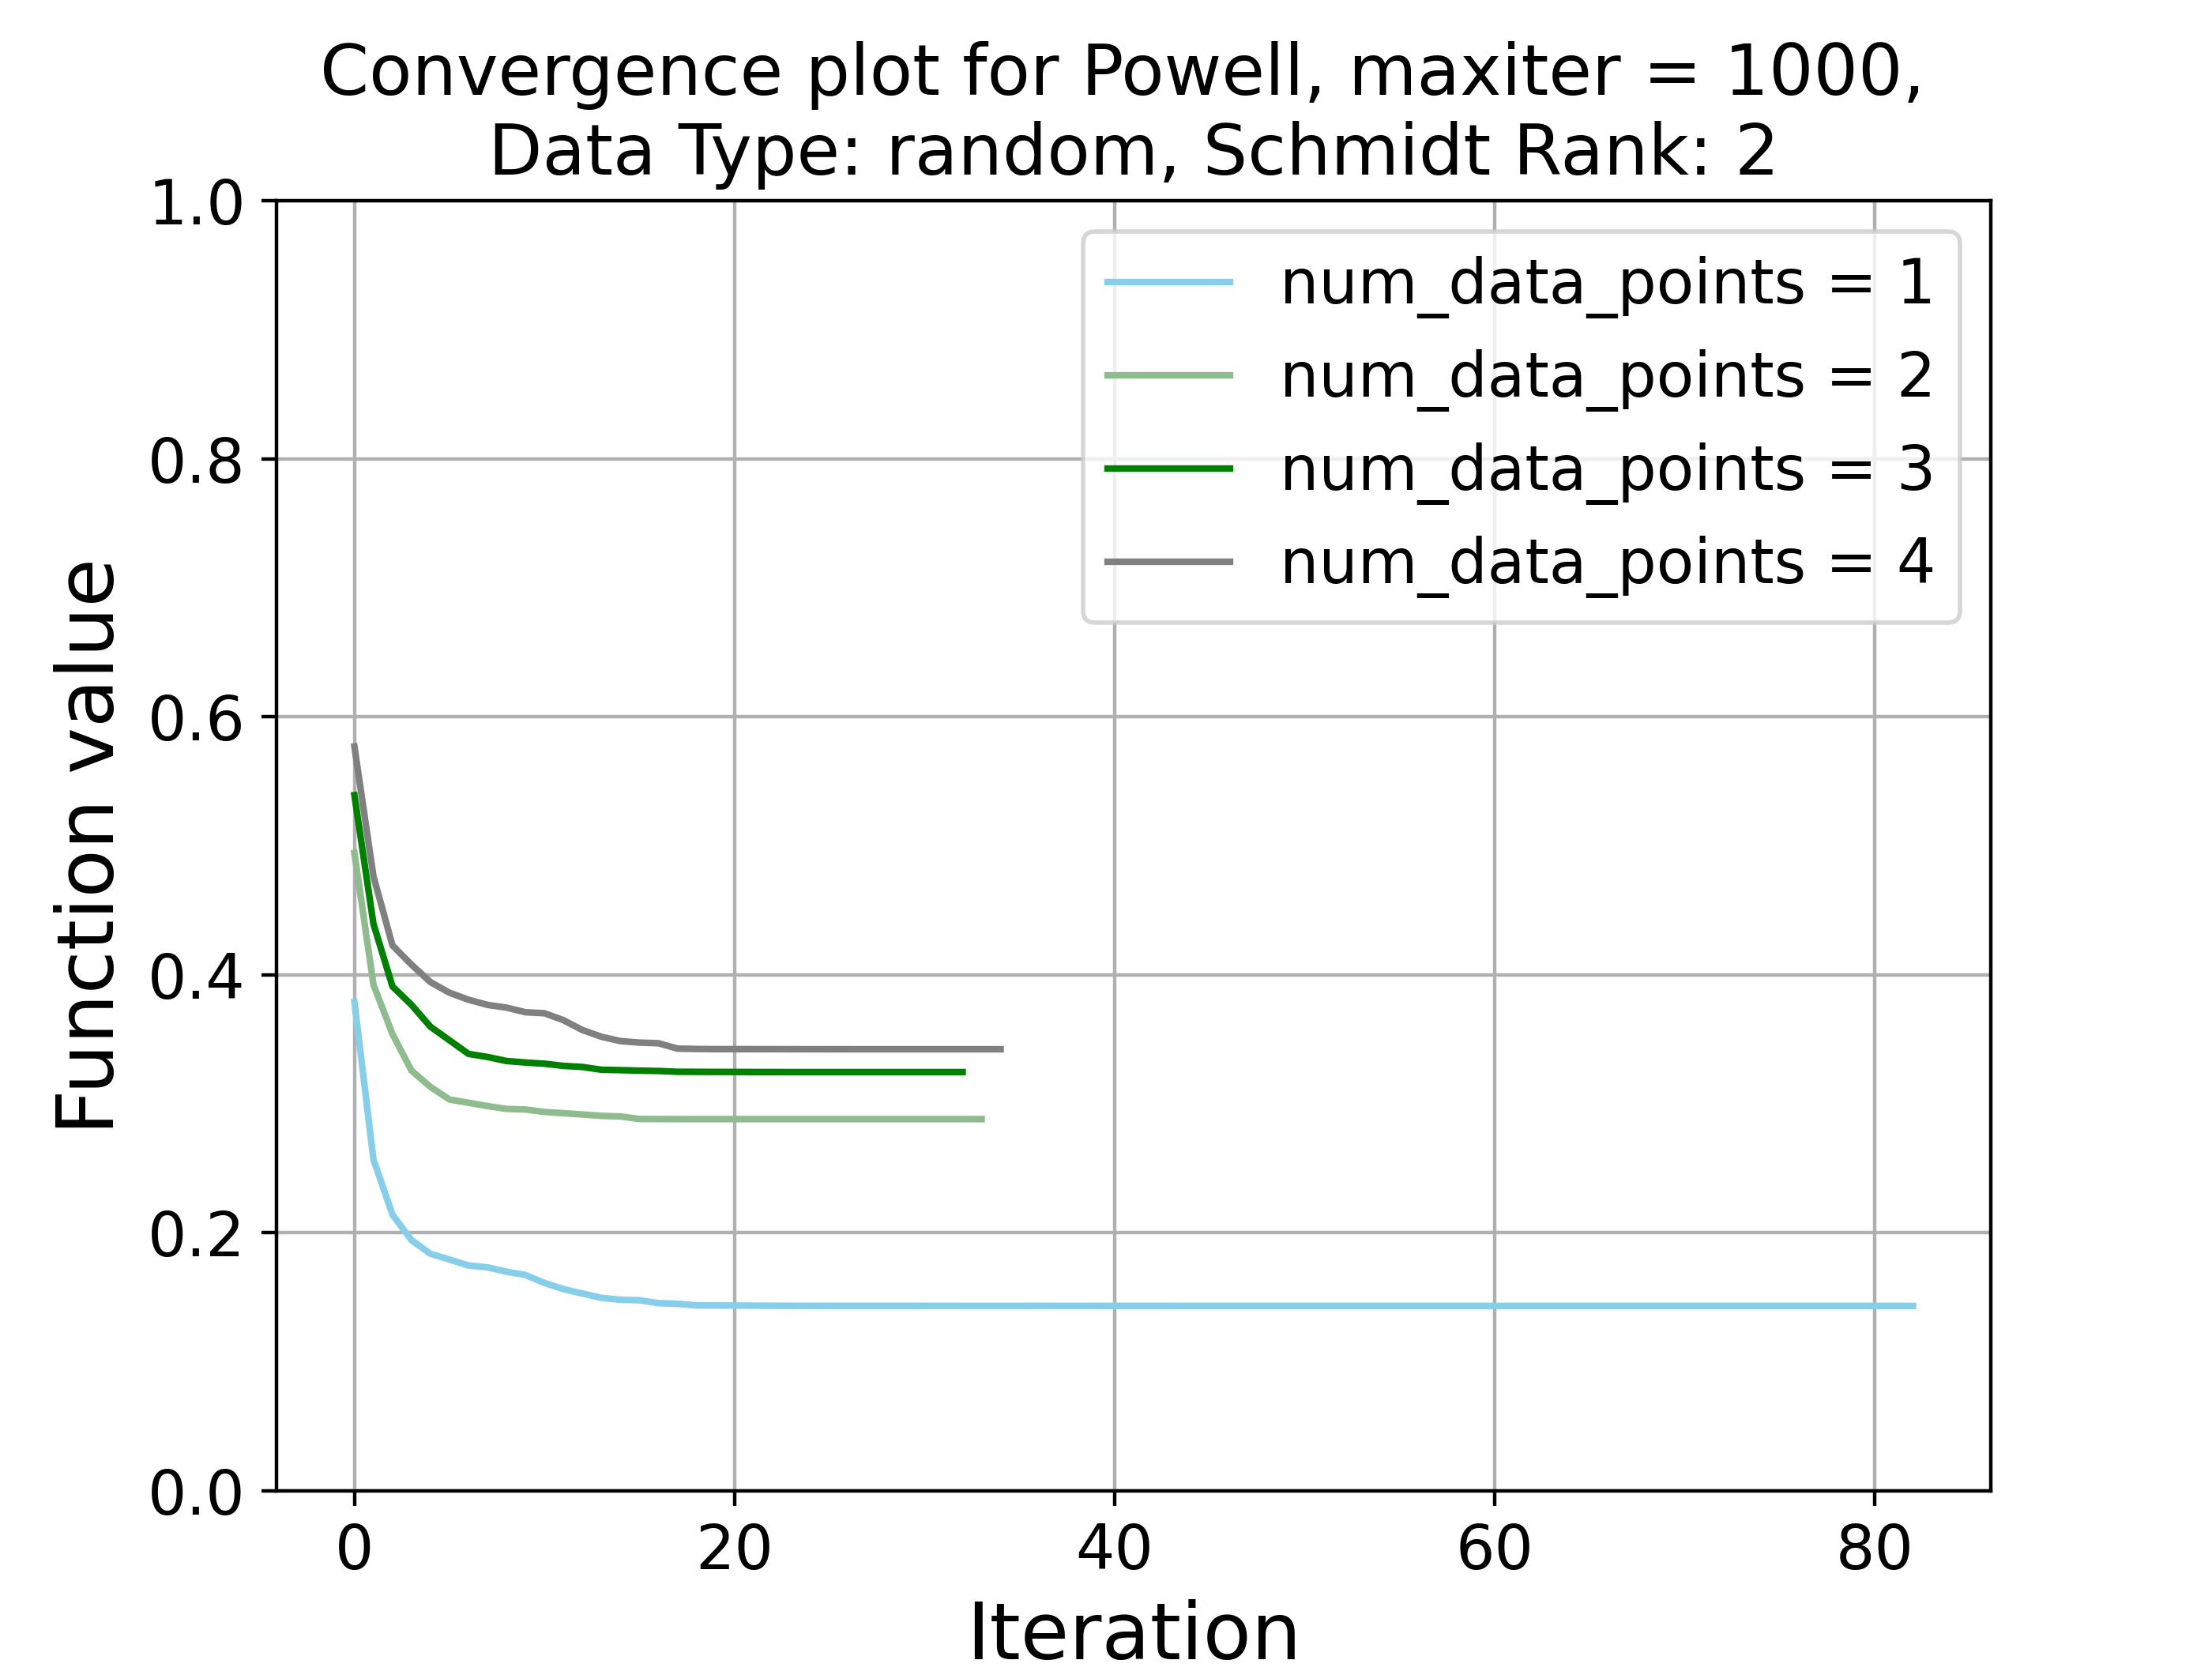 Convergence plot for Powell, maxiter = 1000,
Data Type: random, Schmidt Rank: 2
1.0
0.8
0.6
0.4
0.2
0.0
Function value
num_data_points = 1
num_data_points = 2
num_data_points = 3
num_data_points = 4
0 20 40 60 80
Iteration